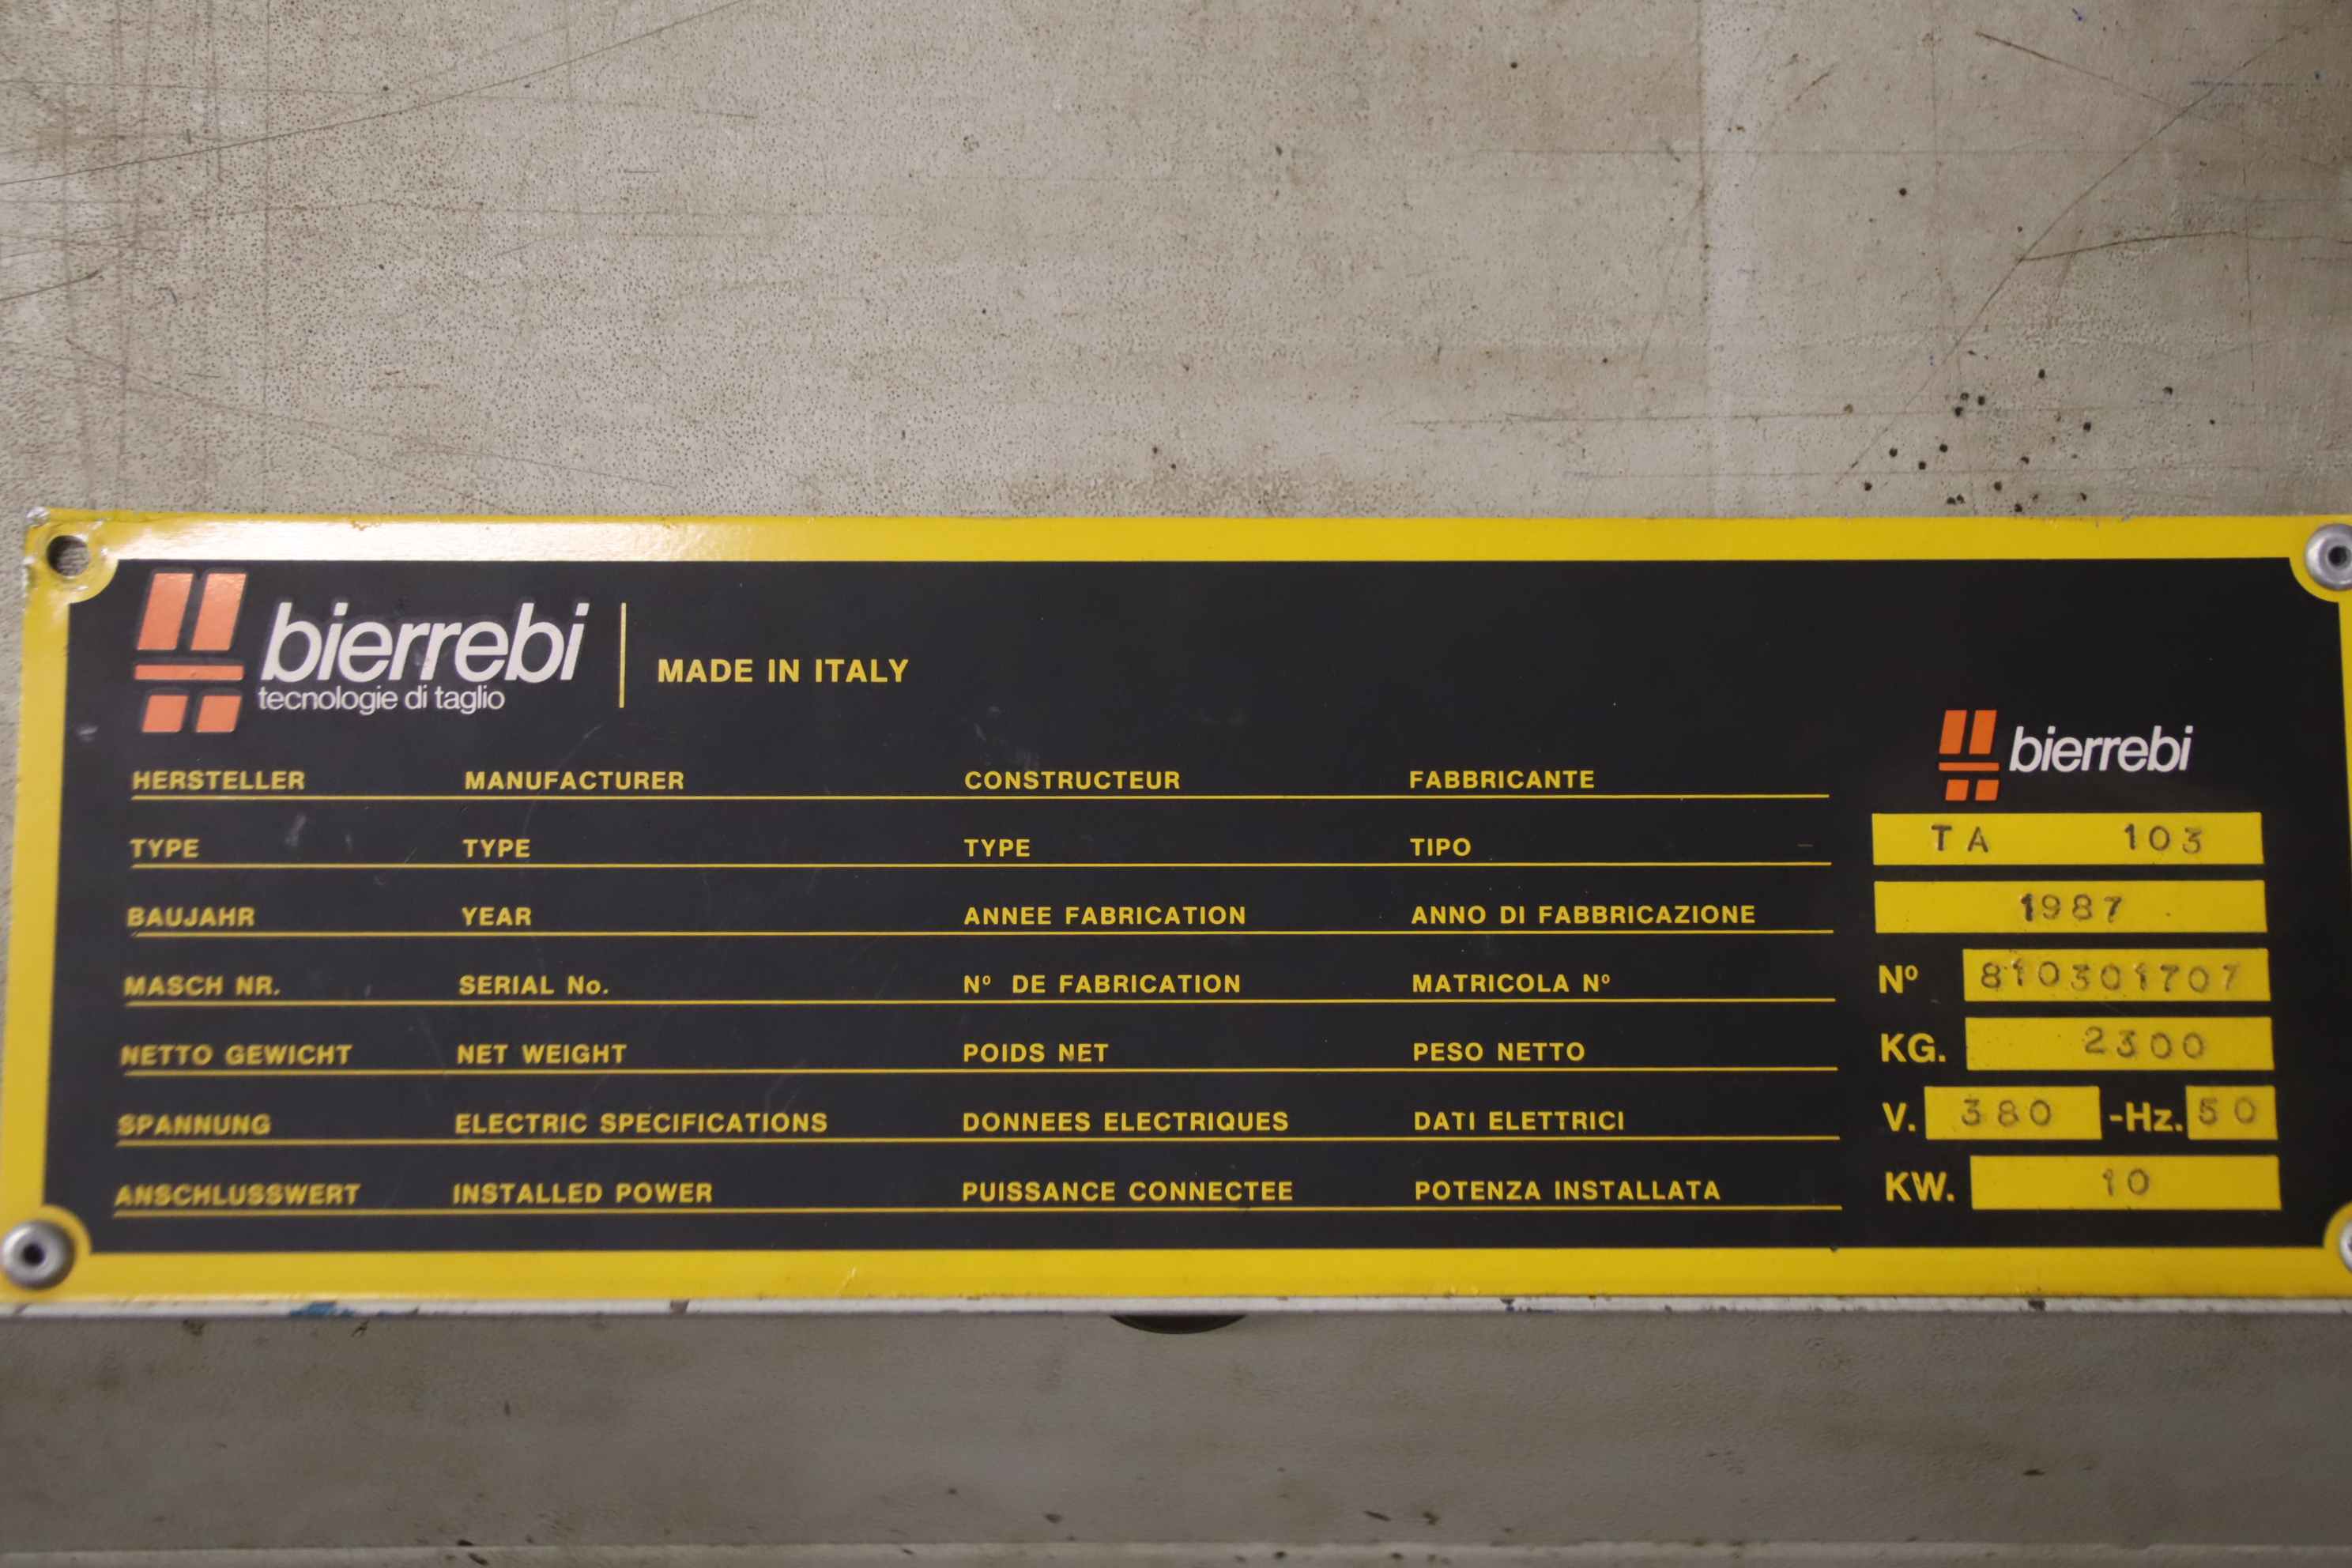 bierrebi
tecnologie di taglio
MADE IN ITALY
bierrebi
HERSTELLER MANUFACTURER CONSTRUCTEUR FABBRICANTE
TYPE TYPE TYPE TIPO TA 103
BAUJAHR YEAR ANNEE FABRICATION ANNO DI FABBRICAZIONE 1987
MASCH NR. SERIAL No. Nº DE FABRICATION MATRICOLA Nº Nº 810301707
NETTO GEWICHT NET WEIGHT POIDS NET PESO NETTO KG. 2300
SPANNUNG ELECTRIC SPECIFICATIONS DONNEES ELECTRIQUES DATI ELETTRICI V. 380 -Hz. 50
ANSCHLUSSWERT INSTALLED POWER PUISSANCE CONNECTEE POTENZA INSTALLATA KW. 10